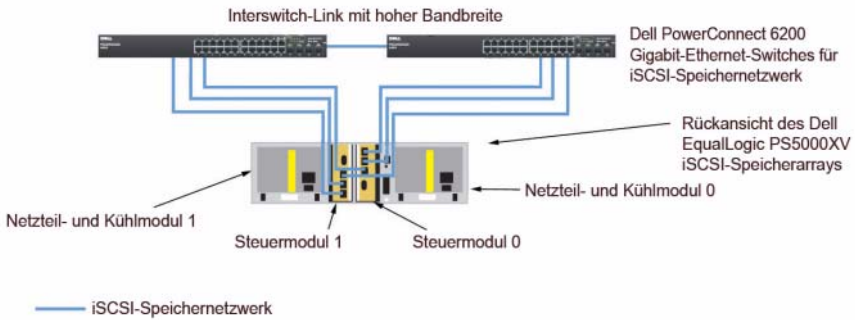 Interswitch-Link mit hoher Bandbreite
Dell PowerConnect 6200
Gigabit-Ethernet-Switches für
iSCSI-Speichernetzwerk
Rückansicht des Dell
EqualLogic PS5000XV
iSCSI-Speicherarrays
Netzteil- und Kühlmodul 0
Netzteil- und Kühlmodul 1
Steuermodul 1
Steuermodul 0
iSCSI-Speichernetzwerk